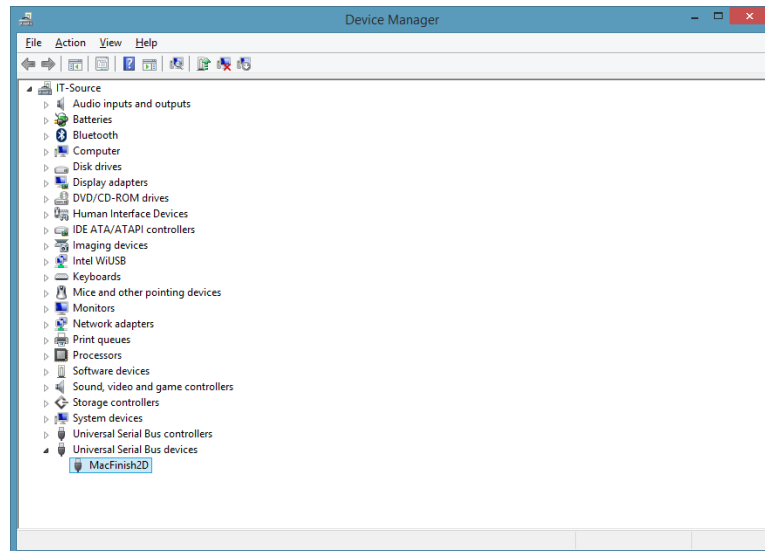 Device Manager
File Action View Help
IT-Source
Audio inputs and outputs
Batteries
Bluetooth
Computer
Disk drives
Display adapters
DVD/CD-ROM drives
Human Interface Devices
IDE ATA/ATAPI controllers
Imaging devices
Intel WiUSB
Keyboards
Mice and other pointing devices
Monitors
Network adapters
Print queues
Processors
Software devices
Sound, video and game controllers
Storage controllers
System devices
Universal Serial Bus controllers
Universal Serial Bus devices
MacFinish2D